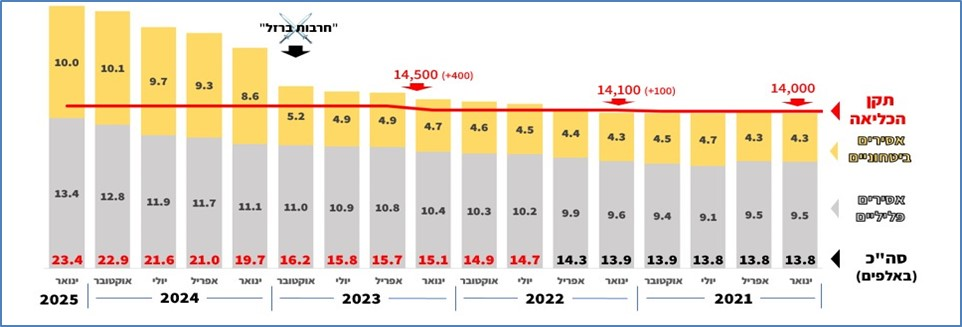 "חרבות ברזל"
14,500 (+400)
14,100 (+100)
14,000
תקן
הכליאה
אסירים
ביטחוניים
אסירים
פליליים
סה"כ
(באלפים)
10.0 10.1 9.7 9.3 8.6 5.2 4.9 4.9 4.7 4.6 4.5 4.4 4.3 4.5 4.7 4.3 4.3
13.4 12.8 11.9 11.7 11.1 11.0 10.9 10.8 10.4 10.3 10.2 9.9 9.6 9.4 9.1 9.5 9.5
23.4 22.9 21.6 21.0 19.7 16.2 15.8 15.7 15.1 14.9 14.7 14.3 13.9 13.9 13.8 13.8 13.8
ינואר אפריל יולי אוקטובר ינואר אפריל יולי אוקטובר ינואר אפריל יולי אוקטובר ינואר אפריל יולי אוקטובר ינואר
2021 2022 2023 2024 2025